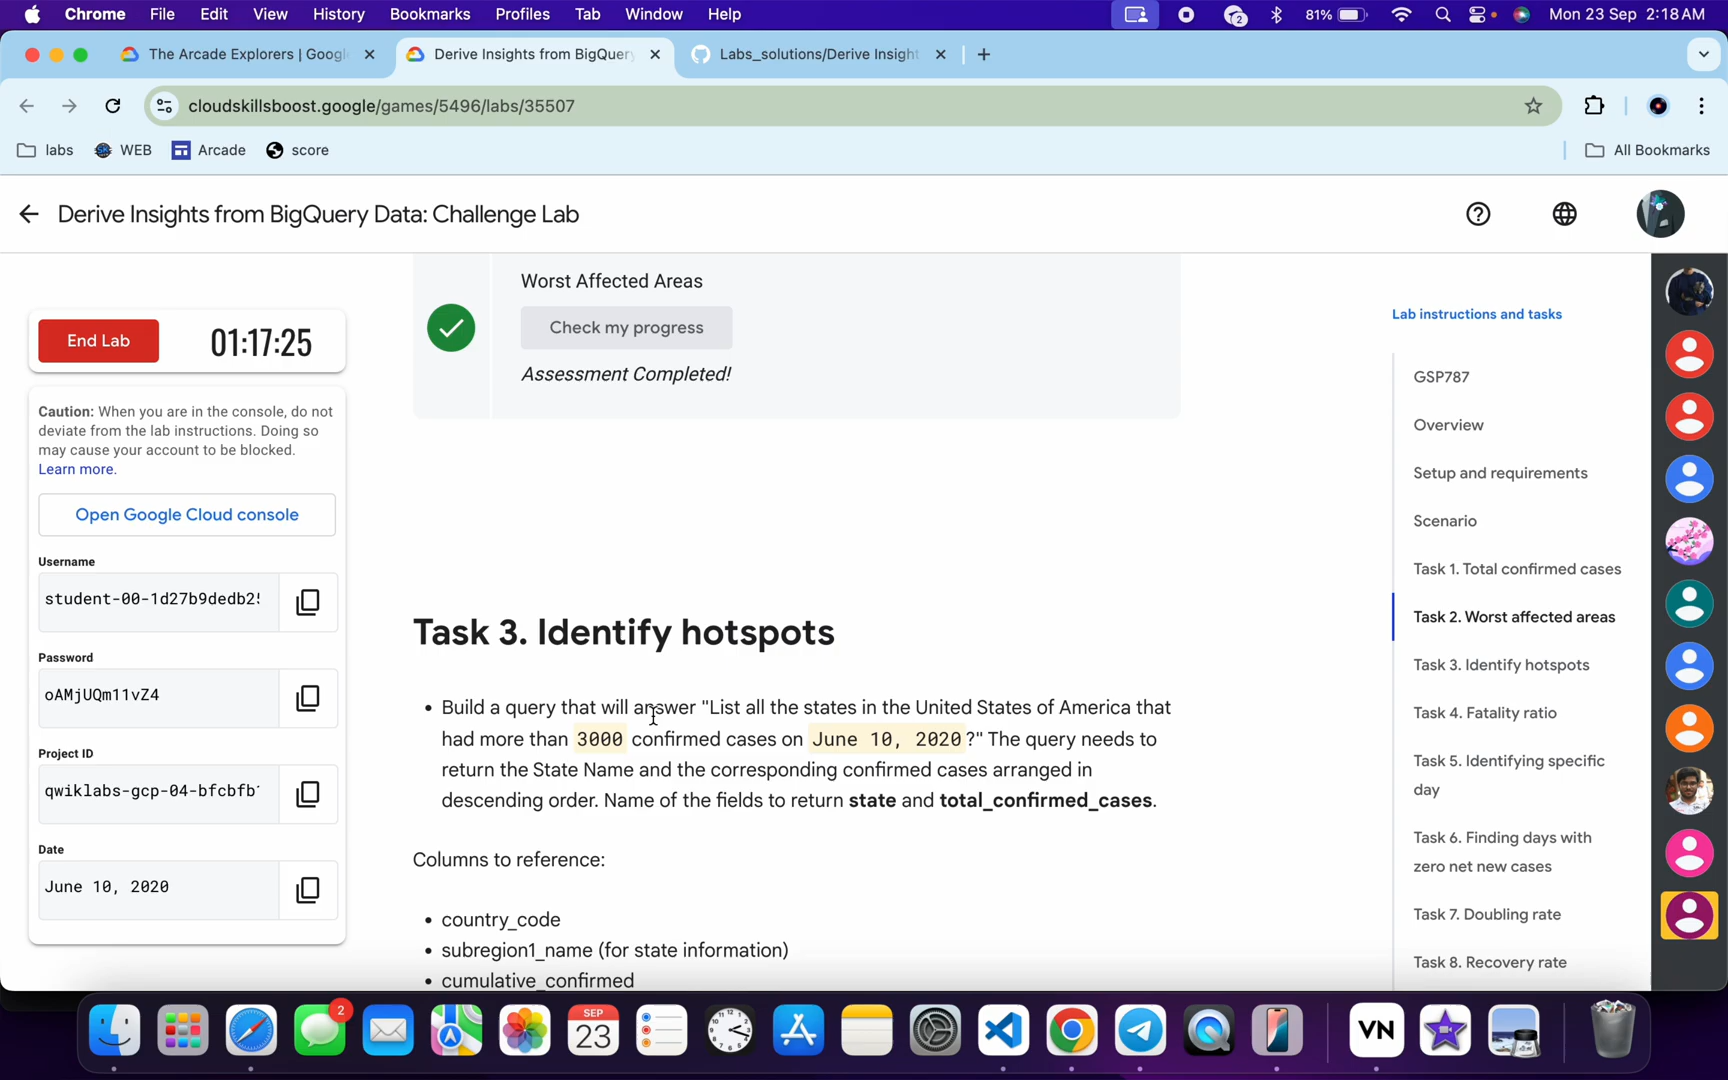 Chrome File Edit View History Bookmarks Profiles Tab Window Help 2 81% Mon 23 Sep 2:18 AM
The Arcade Explorers | Googl Derive Insights from BigQuery Labs_solutions/Derive Insight
cloudskillsboost.google/games/5496/labs/35507
labs WEB Arcade score All Bookmarks
Derive Insights from BigQuery Data: Challenge Lab
End Lab 01:17:25
Caution: When you are in the console, do not
deviate from the lab instructions. Doing so
may cause your account to be blocked.
Learn more.
Open Google Cloud console
Username
student-00-1d27b9dedb25
Password
oAMjUQm11vZ4
Project ID
qwiklabs-gcp-04-bfcbfb
Date
June 10, 2020
Worst Affected Areas
Check my progress
Assessment Completed!
Task 3. Identify hotspots
• Build a query that will answer "List all the states in the United States of America that
had more than 3000 confirmed cases on June 10, 2020 ?" The query needs to
return the State Name and the corresponding confirmed cases arranged in
descending order. Name of the fields to return state and total_confirmed_cases.
Columns to reference:
• country_code
• subregion1_name (for state information)
• cumulative_confirmed
Lab instructions and tasks
GSP787
Overview
Setup and requirements
Scenario
Task 1. Total confirmed cases
Task 2. Worst affected areas
Task 3. Identify hotspots
Task 4. Fatality ratio
Task 5. Identifying specific
day
Task 6. Finding days with
zero net new cases
Task 7. Doubling rate
Task 8. Recovery rate
2
SEP
23
VN